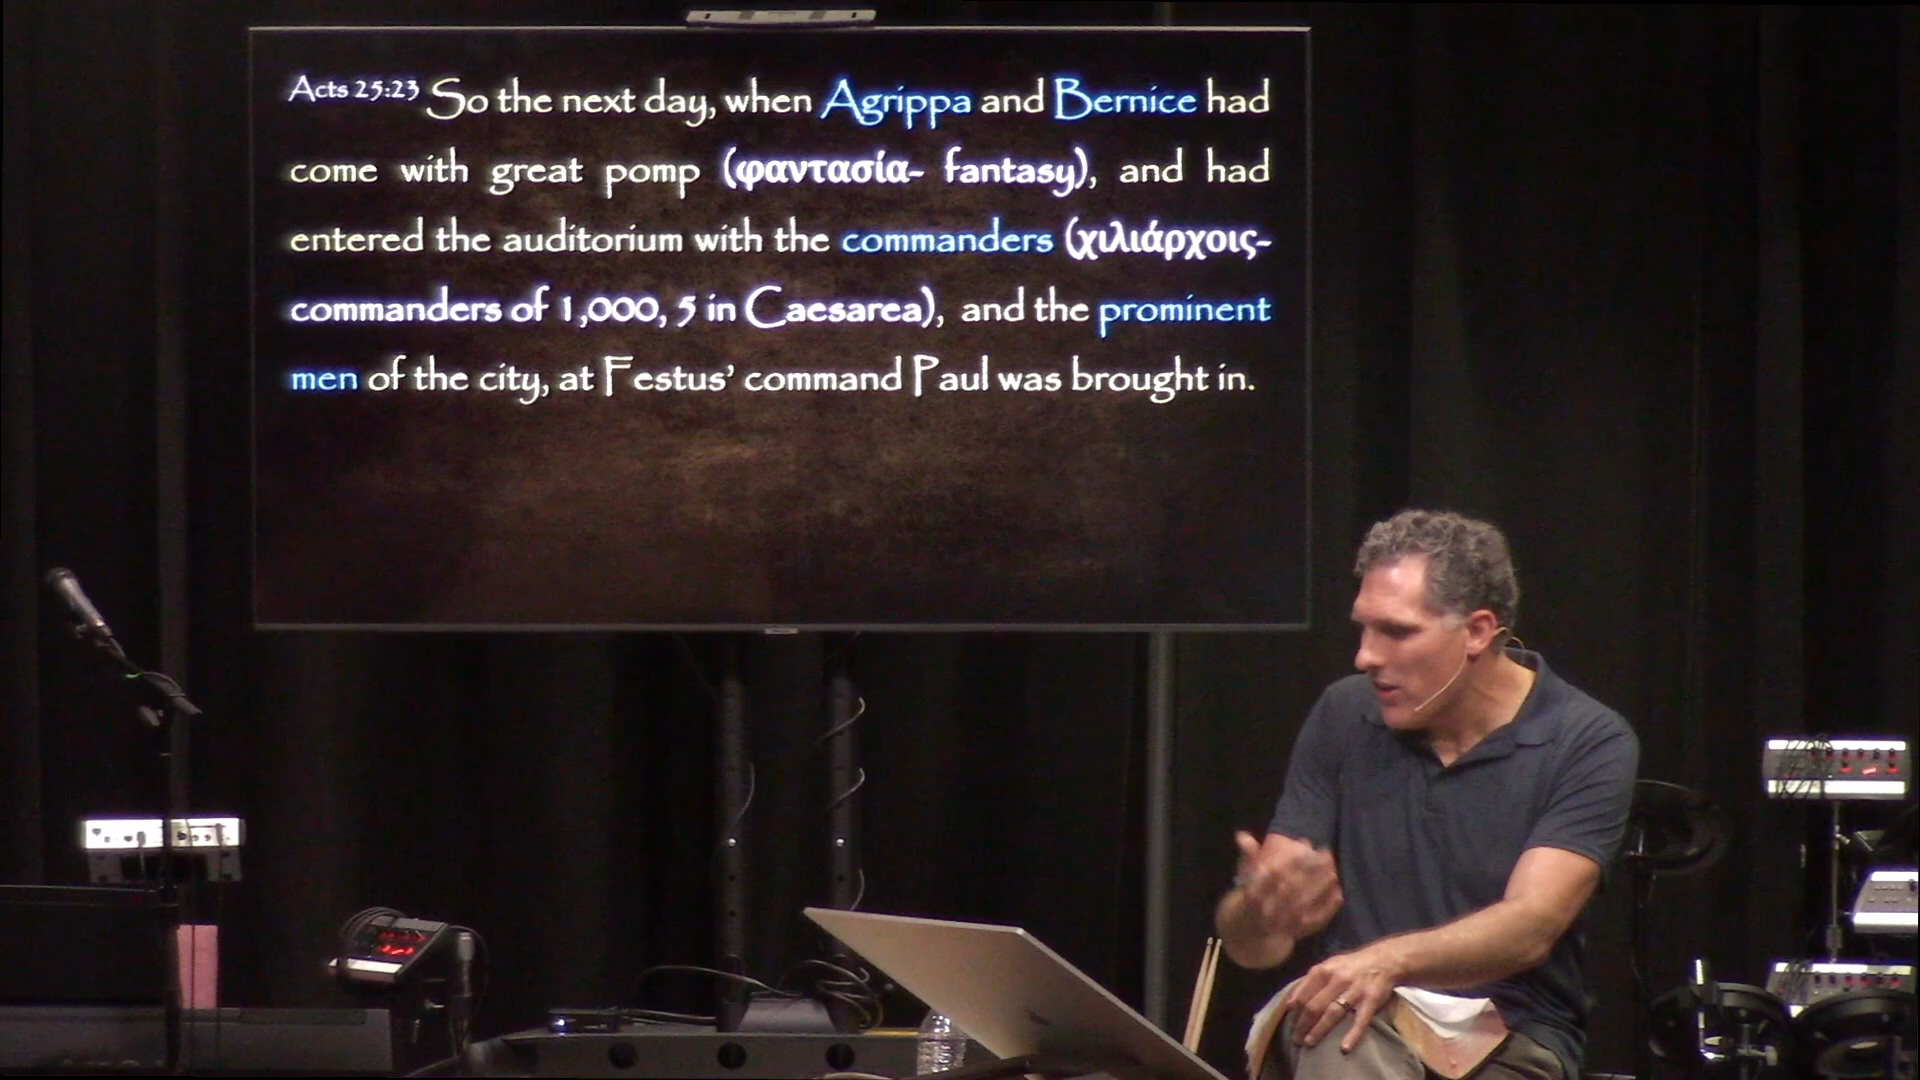 Acts 25:23 So the next day, when Agrippa and Bernice had
come with great pomp (φαντασία- fantasy), and had
entered the auditorium with the commanders (χιλιάρχοις-
commanders of 1,000, 5 in Caesarea), and the prominent
men of the city, at Festus’ command Paul was brought in.